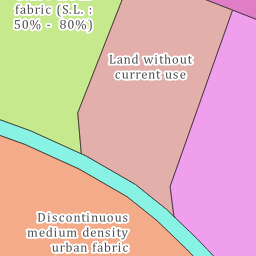 fabric (S.L. :
50% - 80%)
Land without
current use
Discontinuous
medium density
urban fabric